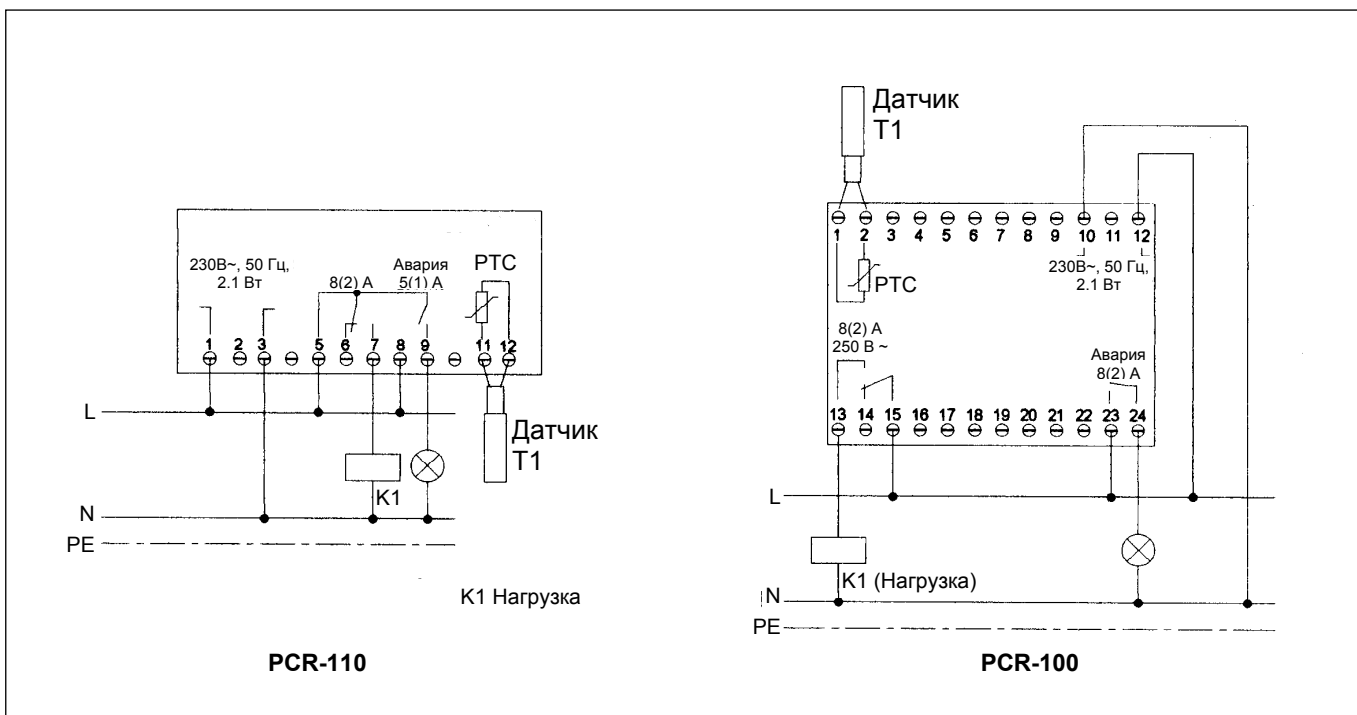 230В~, 50 Гц,
2.1 Вт
8(2) А
Авария
5(1) А
PTC
1 2 3 5 6 7 8 9 11 12
L
Датчик
T1
K1
N
PE
K1 Нагрузка
PCR-110
Датчик
T1
1 2 3 4 5 6 7 8 9 10 11 12
PTC
230В~, 50 Гц,
2.1 Вт
8(2) А
250 В ~
Авария
8(2) А
13 14 15 16 17 18 19 20 21 22 23 24
L
K1 (Нагрузка)
N
PE
PCR-100